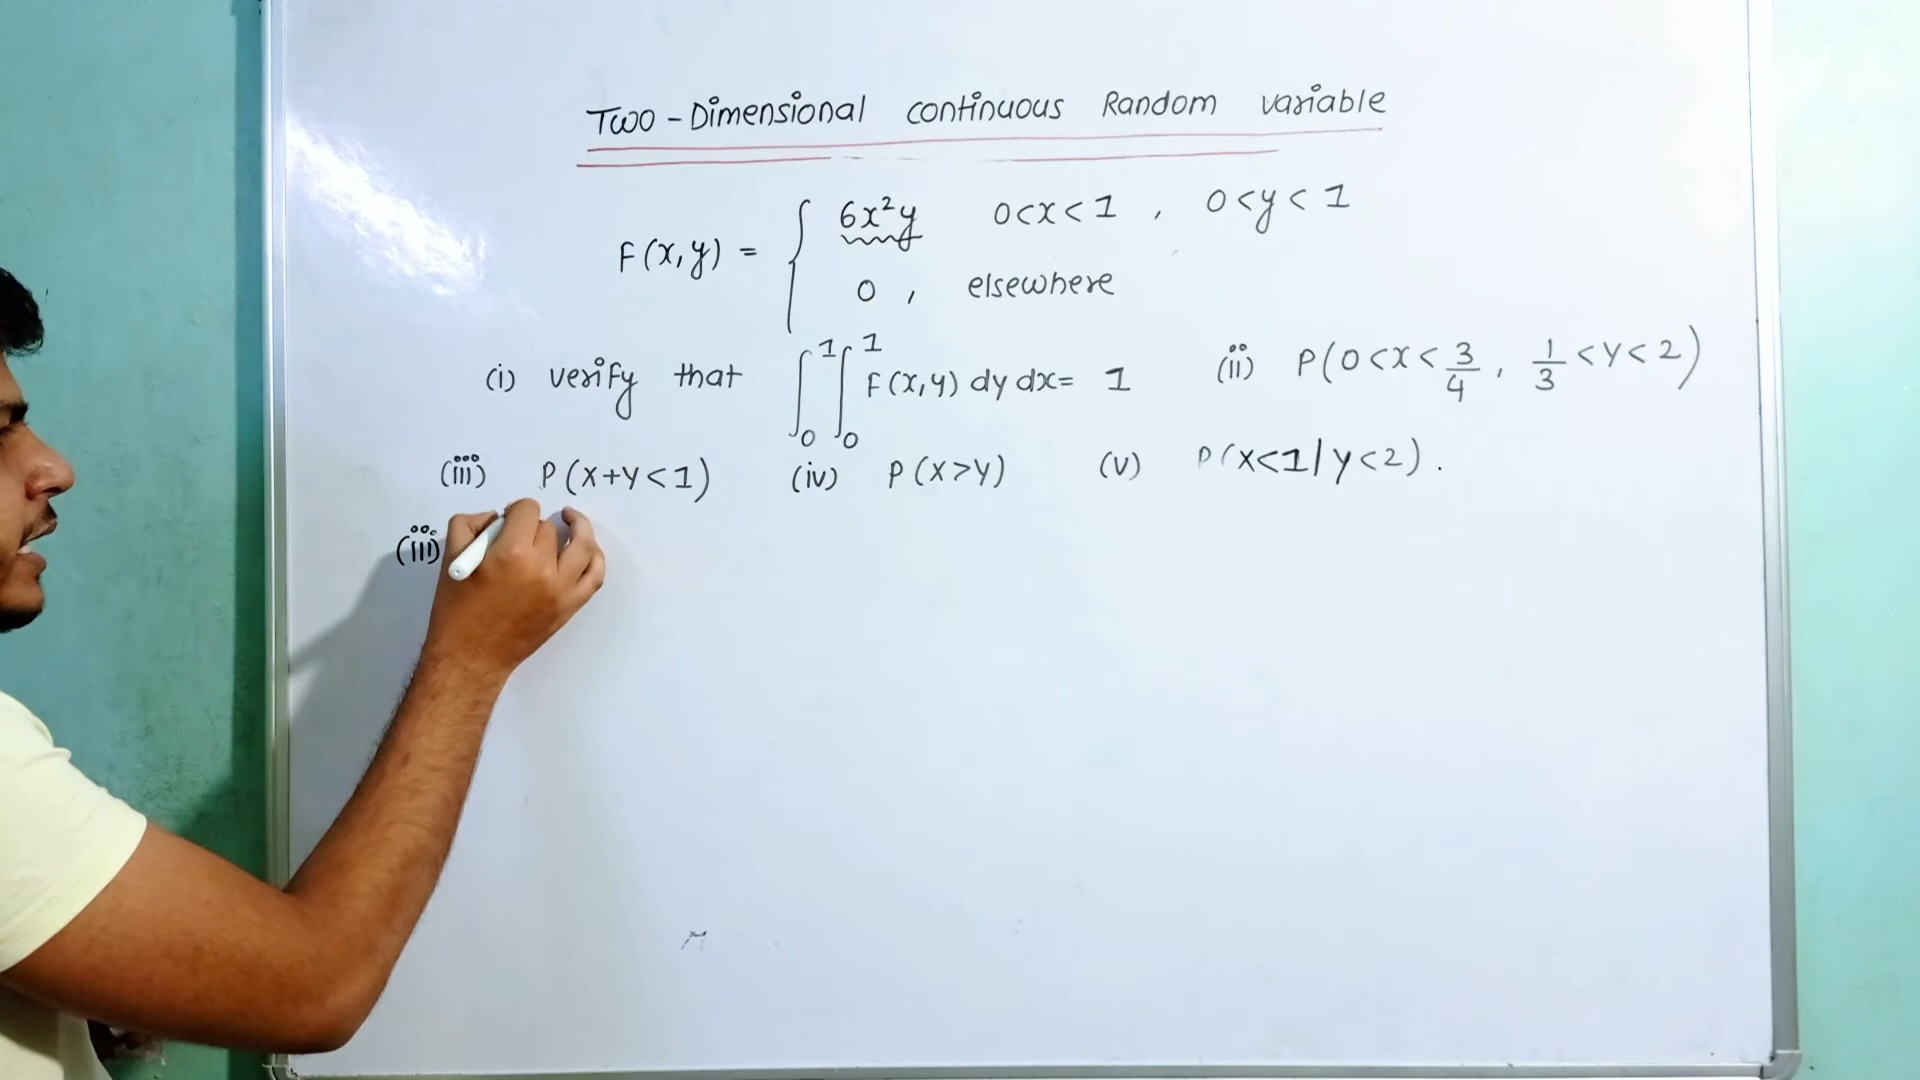 Two-Dimensional continuous Random variable
F(x,y) = { 6x²y 0<x<1 , 0<y<1
0 , elsewhere
(i) verify that ∫₀¹∫₀¹ F(x,y) dy dx = 1 (ii) P(0<x<3/4, 1/3<y<2)
(iii) P(x+y<1) (iv) P(x>y) (v) P(x<1/y<2).
(iii)